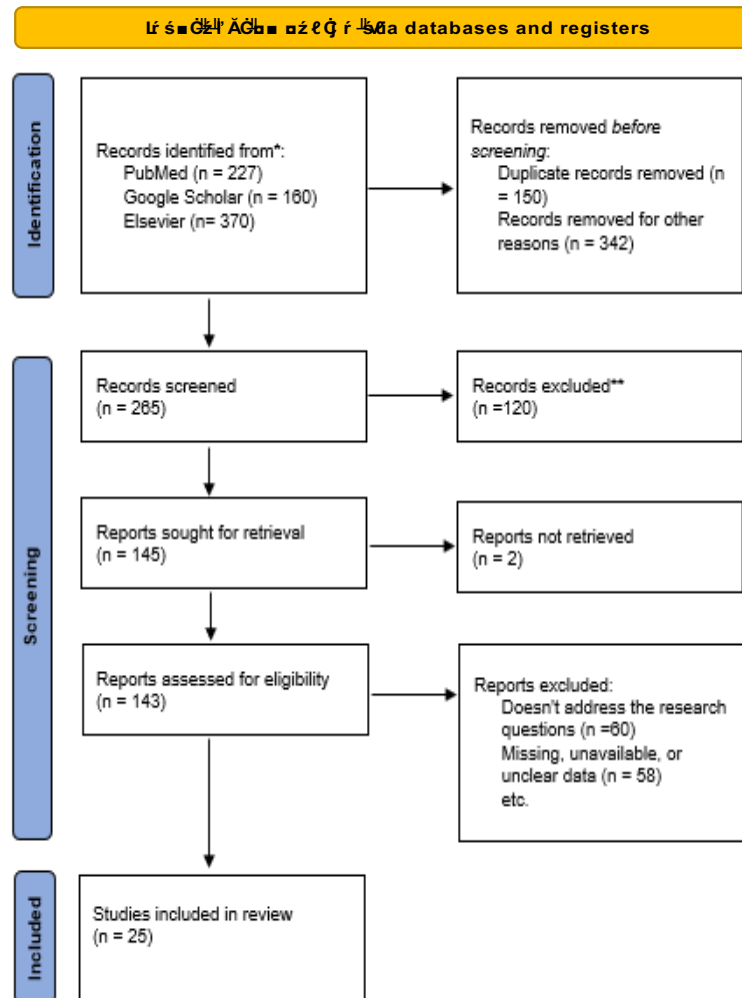 via databases and registers
Identification
Records identified from*:
PubMed (n = 227)
Google Scholar (n = 160)
Elsevier (n= 370)
Records removed before
screening:
Duplicate records removed (n
= 150)
Records removed for other
reasons (n = 342)
Screening
Records screened
(n = 265)
Records excluded**
(n =120)
Reports sought for retrieval
(n = 145)
Reports not retrieved
(n = 2)
Reports assessed for eligibility
(n = 143)
Reports excluded:
Doesn't address the research
questions (n =60)
Missing, unavailable, or
unclear data (n = 58)
etc.
Included
Studies included in review
(n = 25)